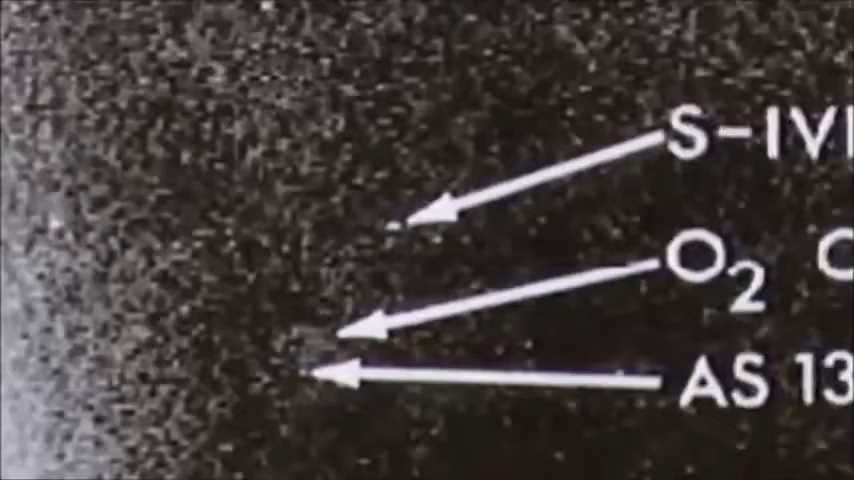 S-IV
O₂
AS 13